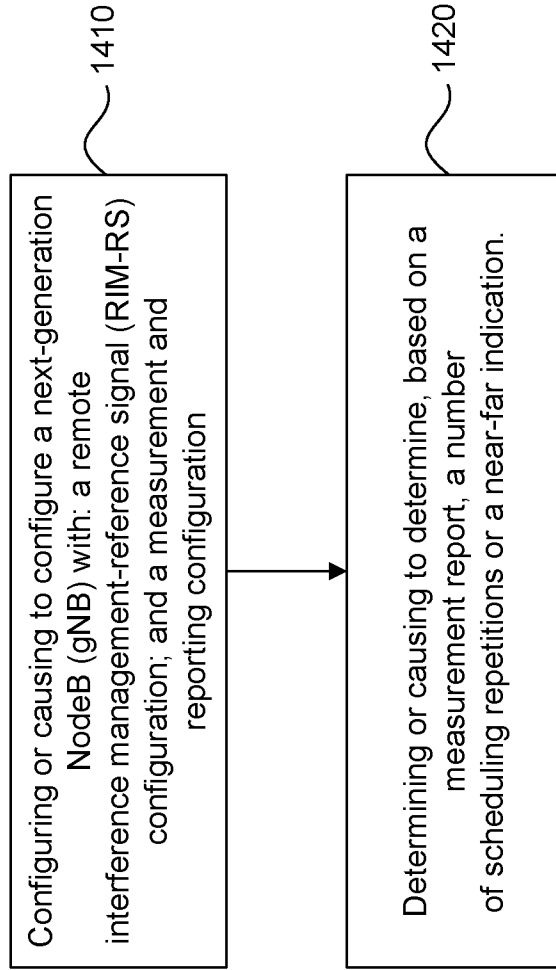 Configuring or causing to configure a next-generation
NodeB (gNB) with: a remote
interference management-reference signal (RIM-RS)
configuration; and a measurement and
reporting configuration
1410
Determining or causing to determine, based on a
measurement report, a number
of scheduling repetitions or a near-far indication.
1420